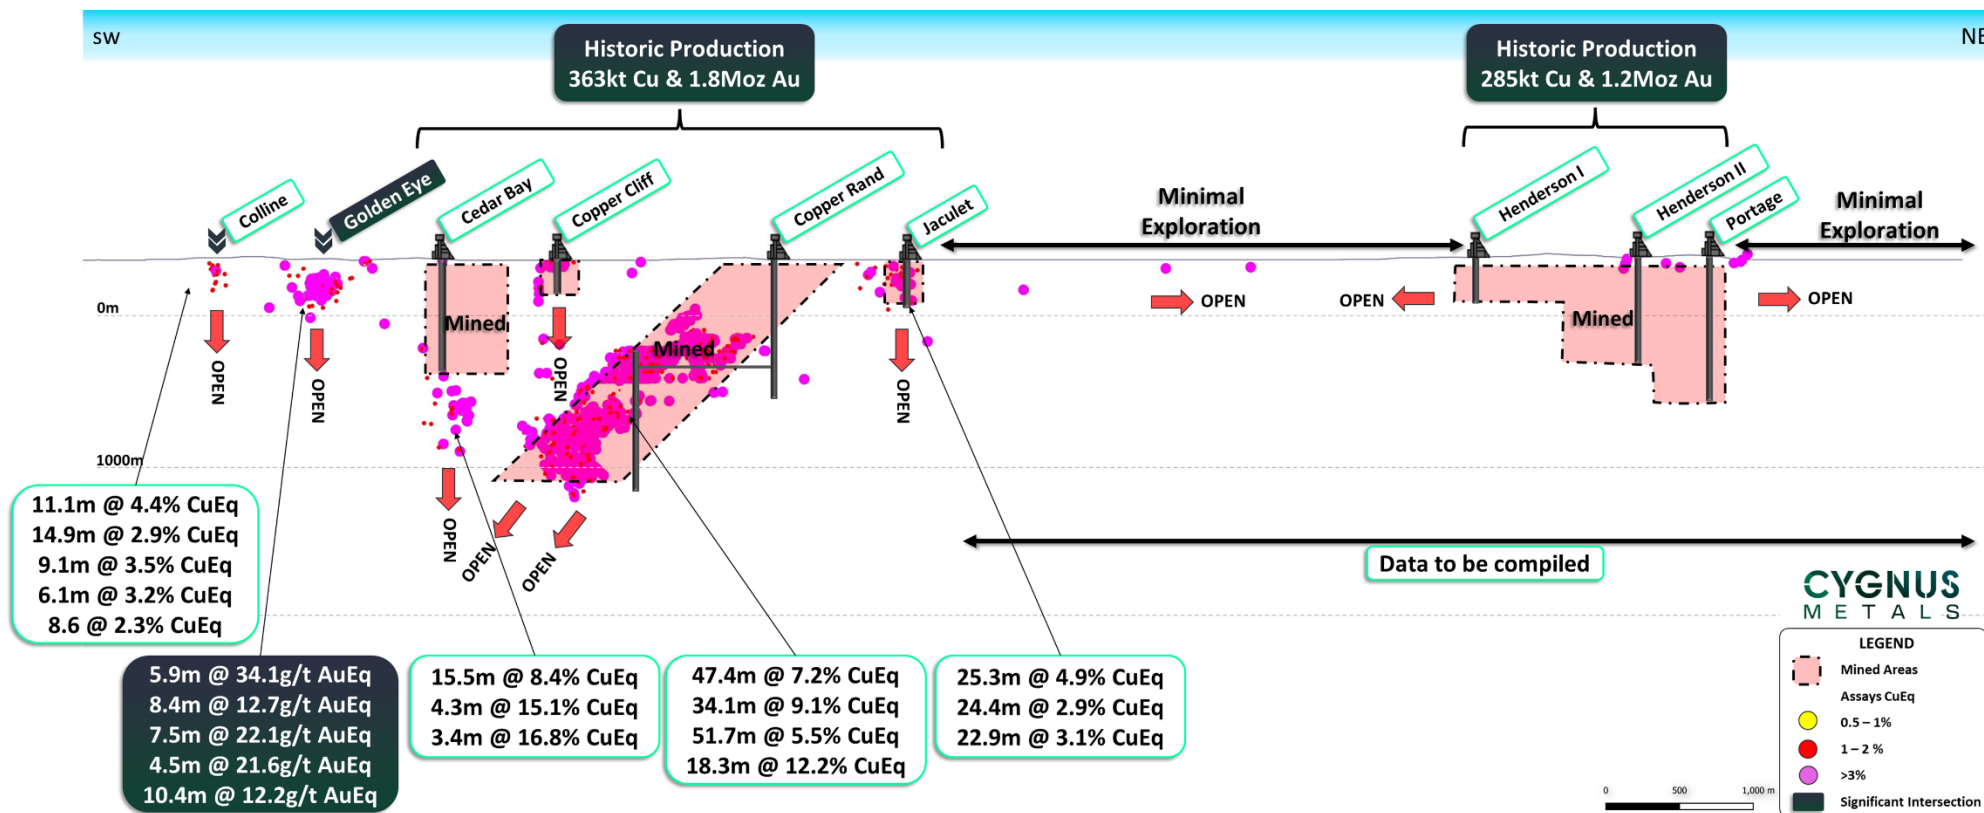 SW
Historic Production
363kt Cu & 1.8Moz Au
Historic Production
285kt Cu & 1.2Moz Au
NE
Colline
Golden Eye
Cedar Bay
Copper Cliff
Copper Rand
Jaculet
Minimal
Exploration
Henderson I
Henderson II
Portage
Minimal
Exploration
0m
1000m
Mined
Mined
Mined
OPEN
OPEN
OPEN
OPEN
OPEN
OPEN
OPEN
OPEN
OPEN
OPEN
11.1m @ 4.4% CuEq
14.9m @ 2.9% CuEq
9.1m @ 3.5% CuEq
6.1m @ 3.2% CuEq
8.6 @ 2.3% CuEq
5.9m @ 34.1g/t AuEq
8.4m @ 12.7g/t AuEq
7.5m @ 22.1g/t AuEq
4.5m @ 21.6g/t AuEq
10.4m @ 12.2g/t AuEq
15.5m @ 8.4% CuEq
4.3m @ 15.1% CuEq
3.4m @ 16.8% CuEq
47.4m @ 7.2% CuEq
34.1m @ 9.1% CuEq
51.7m @ 5.5% CuEq
18.3m @ 12.2% CuEq
25.3m @ 4.9% CuEq
24.4m @ 2.9% CuEq
22.9m @ 3.1% CuEq
Data to be compiled
CYGNUS
METALS
LEGEND
Mined Areas
Assays CuEq
0.5 – 1%
1 – 2 %
>3%
Significant Intersection
0 500 1,000 m